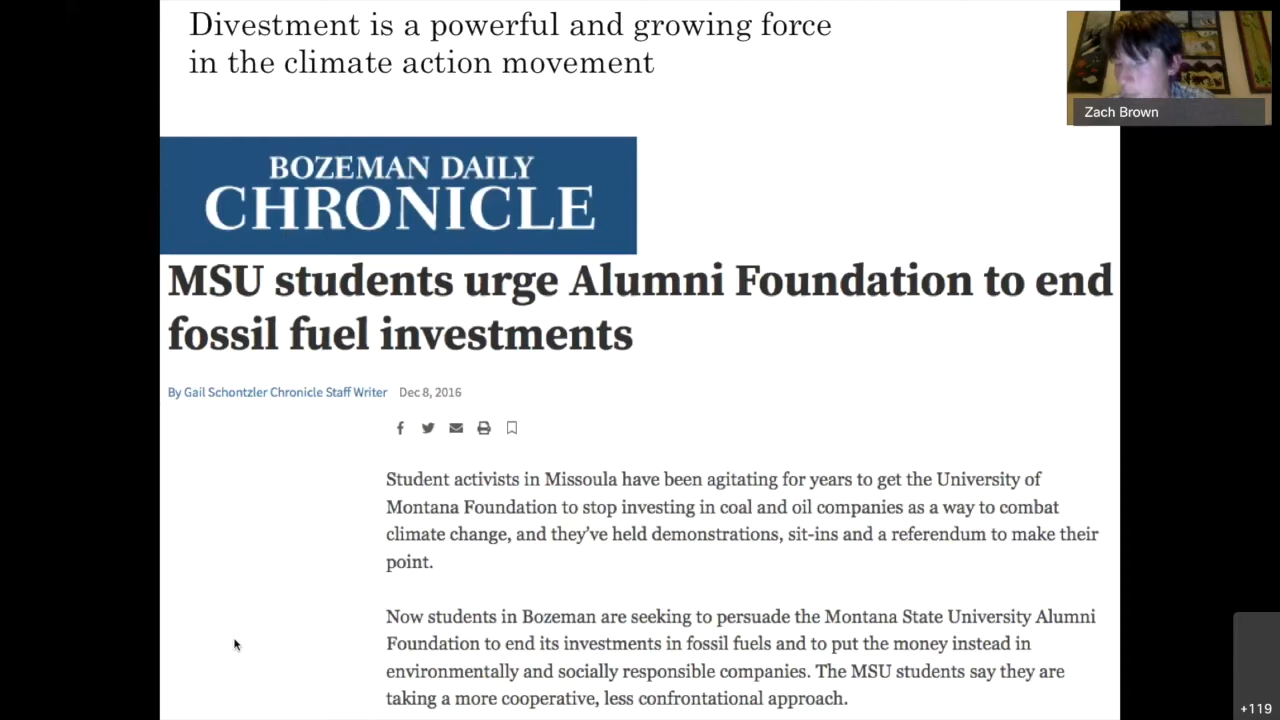 Divestment is a powerful and growing force
in the climate action movement
Zach Brown
BOZEMAN DAILY
CHRONICLE
MSU students urge Alumni Foundation to end
fossil fuel investments
By Gail Schontzler Chronicle Staff Writer Dec 8, 2016
Student activists in Missoula have been agitating for years to get the University of
Montana Foundation to stop investing in coal and oil companies as a way to combat
climate change, and they've held demonstrations, sit-ins and a referendum to make their
point.
Now students in Bozeman are seeking to persuade the Montana State University Alumni
Foundation to end its investments in fossil fuels and to put the money instead in
environmentally and socially responsible companies. The MSU students say they are
taking a more cooperative, less confrontational approach.
+119